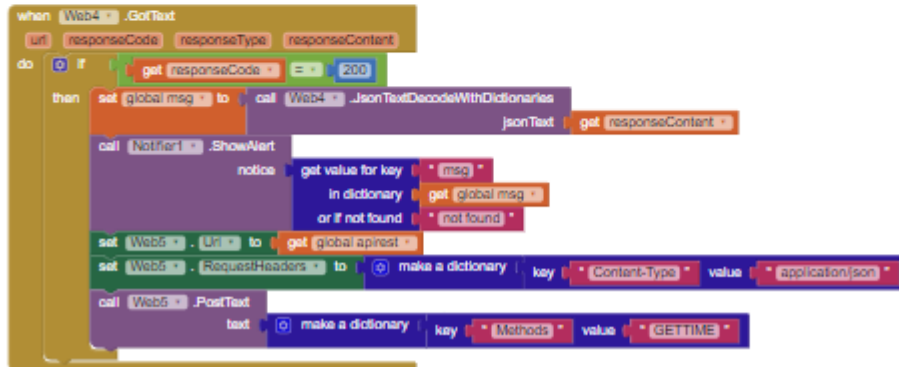 when Web4 .GotText
url responseCode responseType responseContent
do if get responseCode = 200
then set global msg to call Web4 .JsonTextDecodeWithDictionaries
jsonText get responseContent
call Notifier1 .ShowAlert
notice get value for key " msg "
in dictionary get global msg
or if not found " not found "
set Web5 . Url to get global apirest
set Web5 . RequestHeaders to make a dictionary key " Content-Type " value " application/json "
call Web5 .PostText
text make a dictionary key " Methods " value " GETTIME "